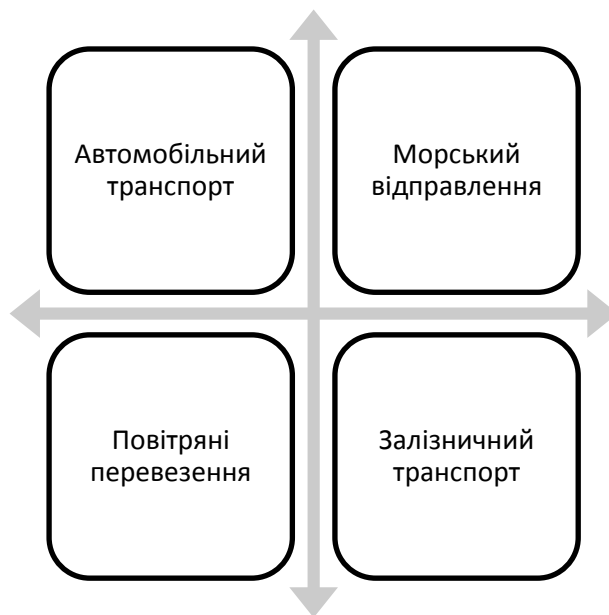 Автомобільний
транспорт
Морський
відправлення
Повітряні
перевезення
Залізничний
транспорт